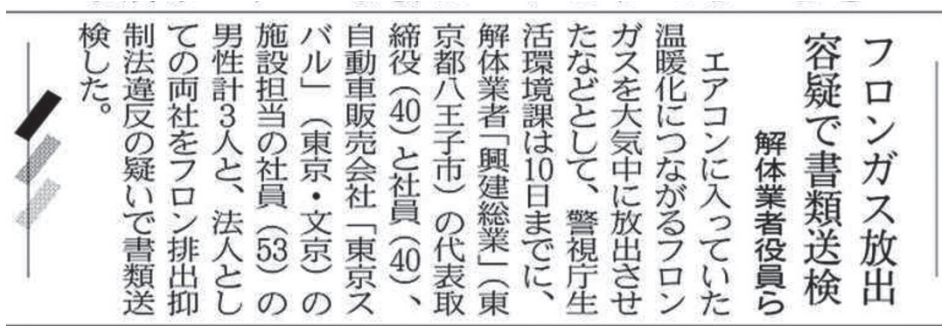 フロンガス放出
容疑で書類送検
解体業者役員ら
エアコンに入っていた
温暖化につながるフロン
ガスを大気中に放出させ
たなどとして、警視庁生
活環境課は10日までに、
解体業者「興建総業」（東
京都八王子市）の代表取
締役（40）と社員（40）、
自動車販売会社「東京ス
バル」（東京・文京）の
施設担当の社員（53）の
男性計3人と、法人とし
ての両社をフロン排出抑
制法違反の疑いで書類送
検した。